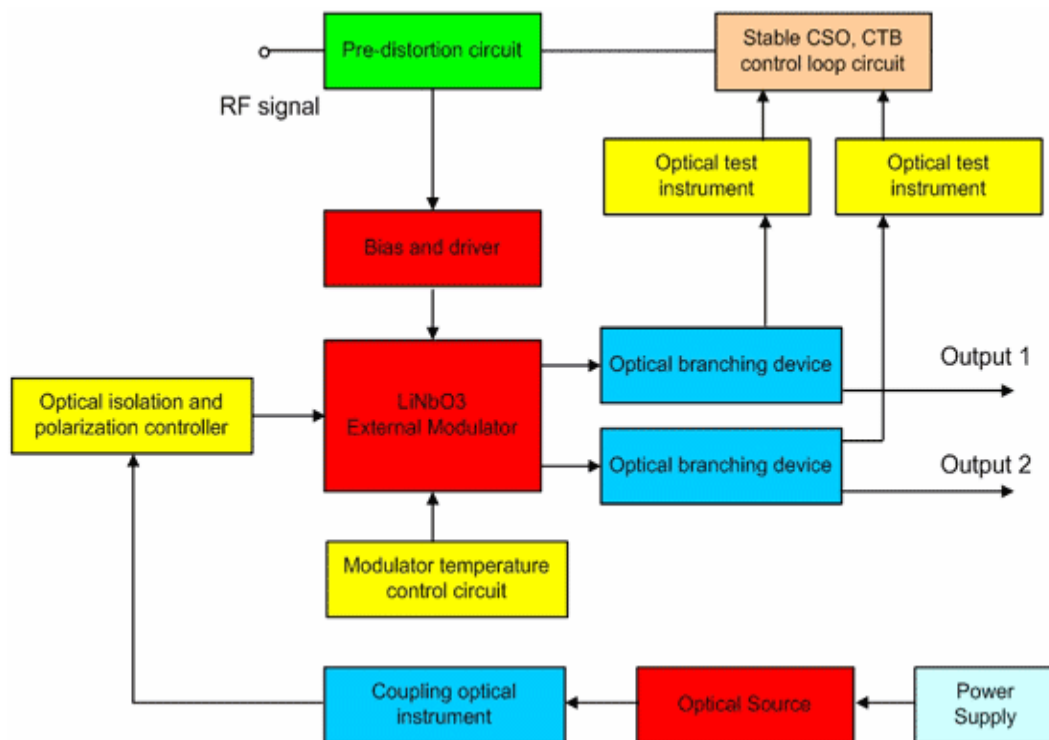 Pre-distortion circuit
Stable CSO, CTB
control loop circuit
RF signal
Optical test
instrument
Optical test
instrument
Bias and driver
LiNbO3
External Modulator
Optical branching device
Output 1
Optical isolation and
polarization controller
Optical branching device
Output 2
Modulator temperature
control circuit
Coupling optical
instrument
Optical Source
Power
Supply